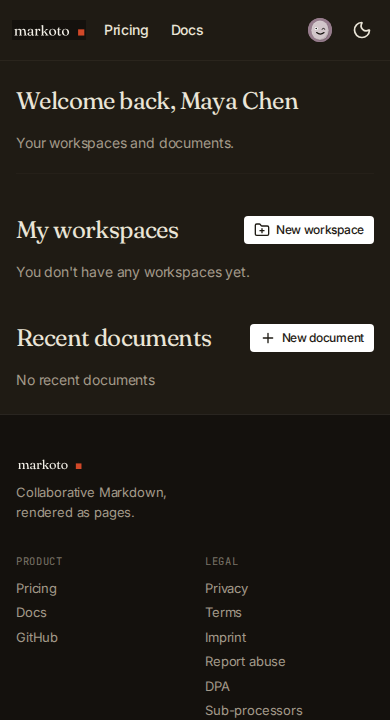 markoto
Pricing
Docs
Welcome back, Maya Chen
Your workspaces and documents.
My workspaces
New workspace
You don't have any workspaces yet.
Recent documents
New document
No recent documents
markoto
Collaborative Markdown,
rendered as pages.
PRODUCT
Pricing
Docs
GitHub
LEGAL
Privacy
Terms
Imprint
Report abuse
DPA
Sub-processors